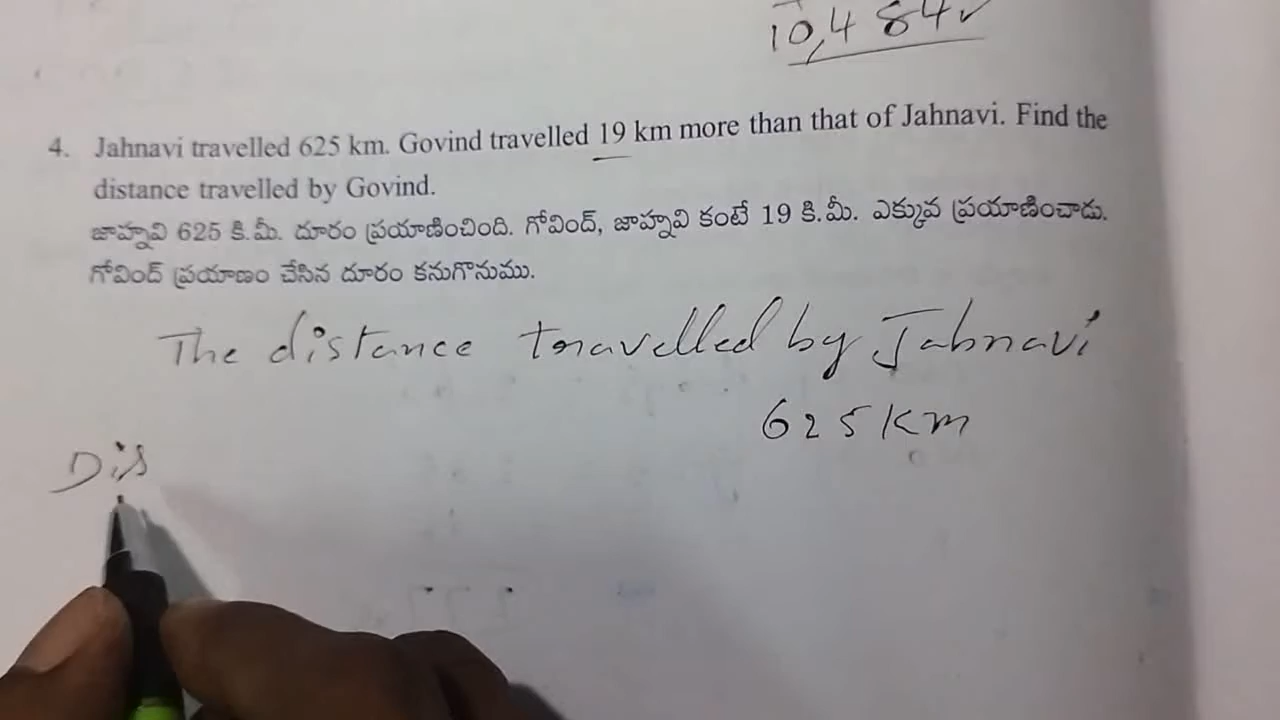 10,484✓
4. Jahnavi travelled 625 km. Govind travelled 19 km more than that of Jahnavi. Find the
distance travelled by Govind.
జాహ్నవి 625 కి.మీ. దూరం ప్రయాణించింది. గోవింద్, జాహ్నవి కంటే 19 కి.మీ. ఎక్కువ ప్రయాణించాడు.
గోవింద్ ప్రయాణం చేసిన దూరం కనుగొనుము.
The distance travelled by Jahnavi
625 km
Dis